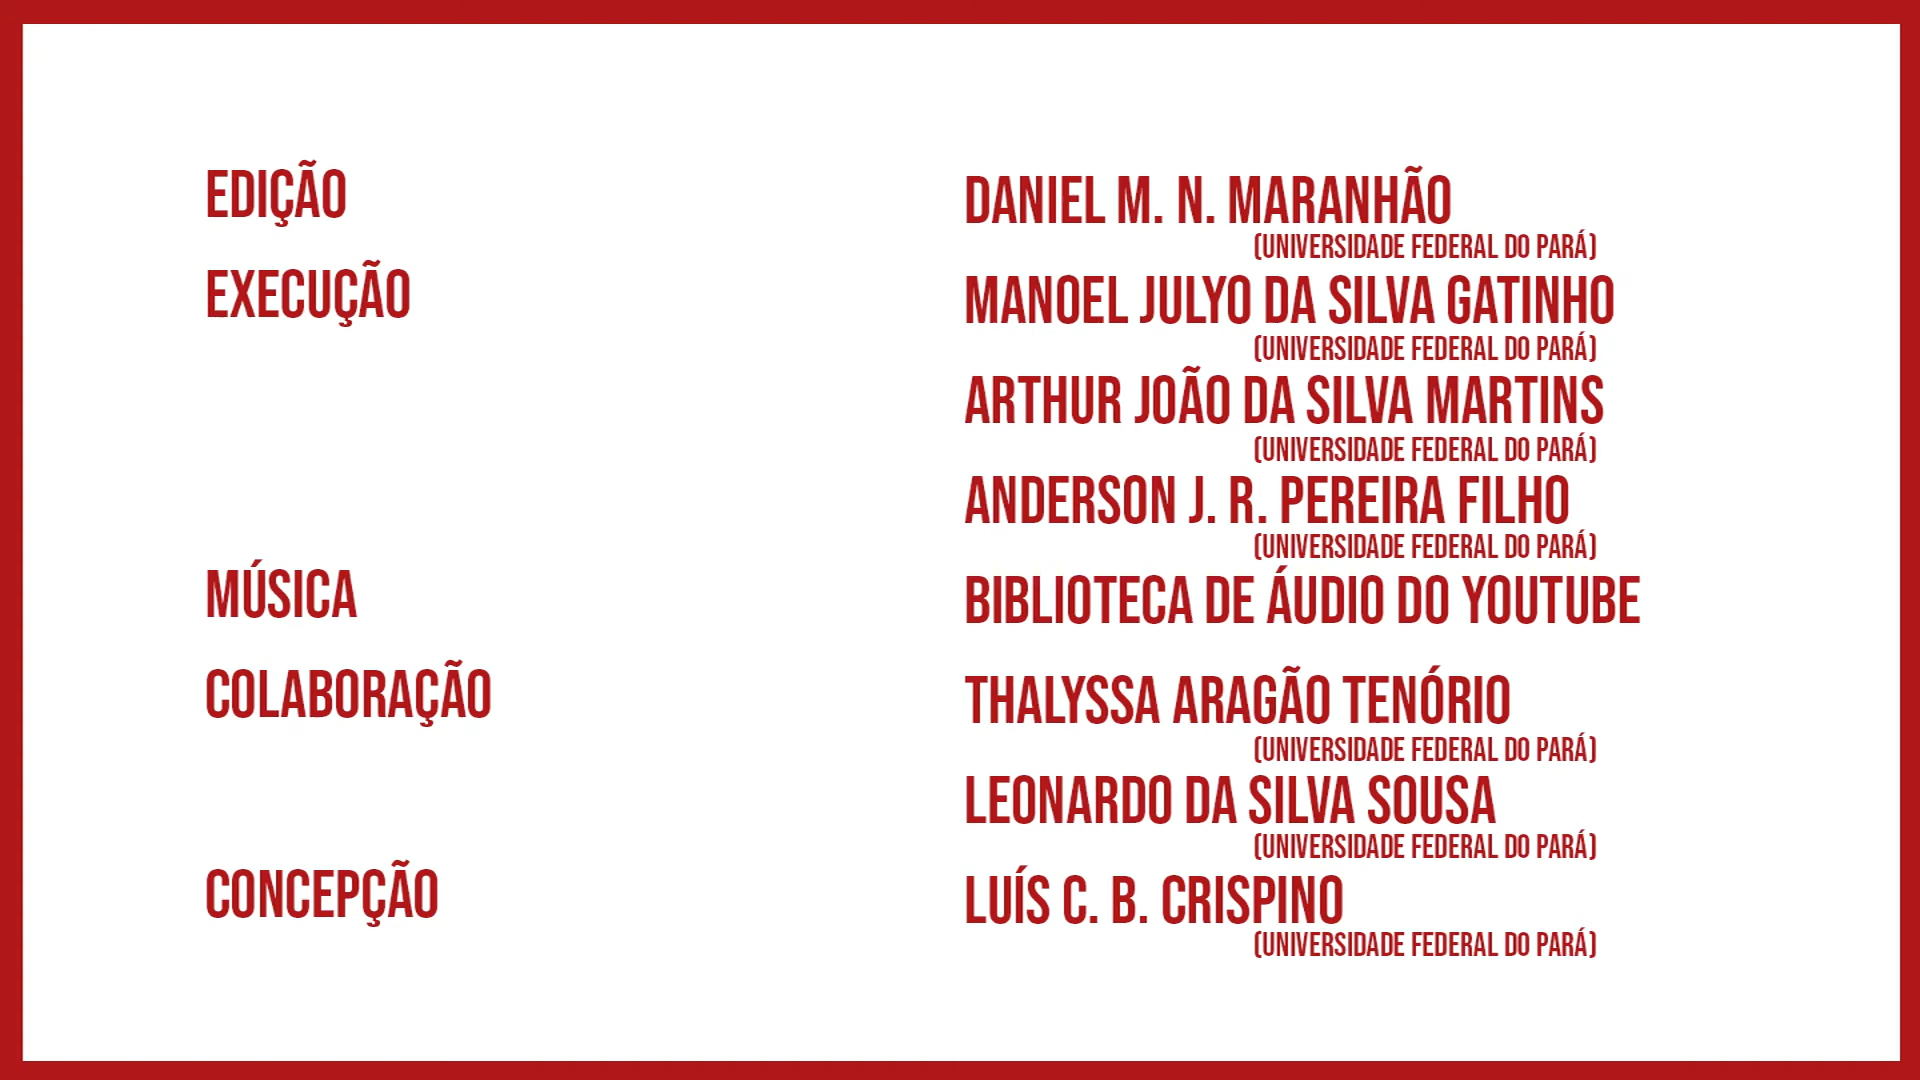 EDIÇÃO
DANIEL M. N. MARANHÃO
(UNIVERSIDADE FEDERAL DO PARÁ)
EXECUÇÃO
MANOEL JULYO DA SILVA GATINHO
(UNIVERSIDADE FEDERAL DO PARÁ)
ARTHUR JOÃO DA SILVA MARTINS
(UNIVERSIDADE FEDERAL DO PARÁ)
ANDERSON J. R. PEREIRA FILHO
(UNIVERSIDADE FEDERAL DO PARÁ)
MÚSICA
BIBLIOTECA DE ÁUDIO DO YOUTUBE
COLABORAÇÃO
THALYSSA ARAGÃO TENÓRIO
(UNIVERSIDADE FEDERAL DO PARÁ)
LEONARDO DA SILVA SOUSA
(UNIVERSIDADE FEDERAL DO PARÁ)
CONCEPÇÃO
LUÍS C. B. CRISPINO
(UNIVERSIDADE FEDERAL DO PARÁ)